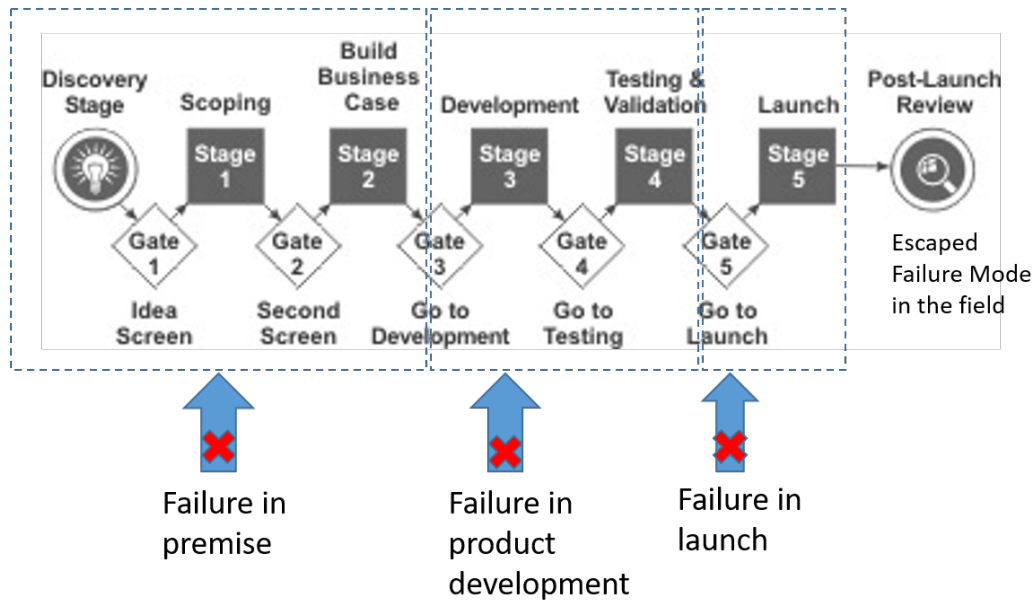 Discovery
Stage
Scoping
Build
Business
Case
Development
Testing &
Validation
Launch
Post-Launch
Review
Stage
1
Stage
2
Stage
3
Stage
4
Stage
5
Gate
1
Gate
2
Gate
3
Gate
4
Gate
5
Idea
Screen
Second
Screen
Go to
Development
Go to
Testing
Go to
Launch
Escaped
Failure Mode
in the field
Failure in
premise
Failure in
product
development
Failure in
launch